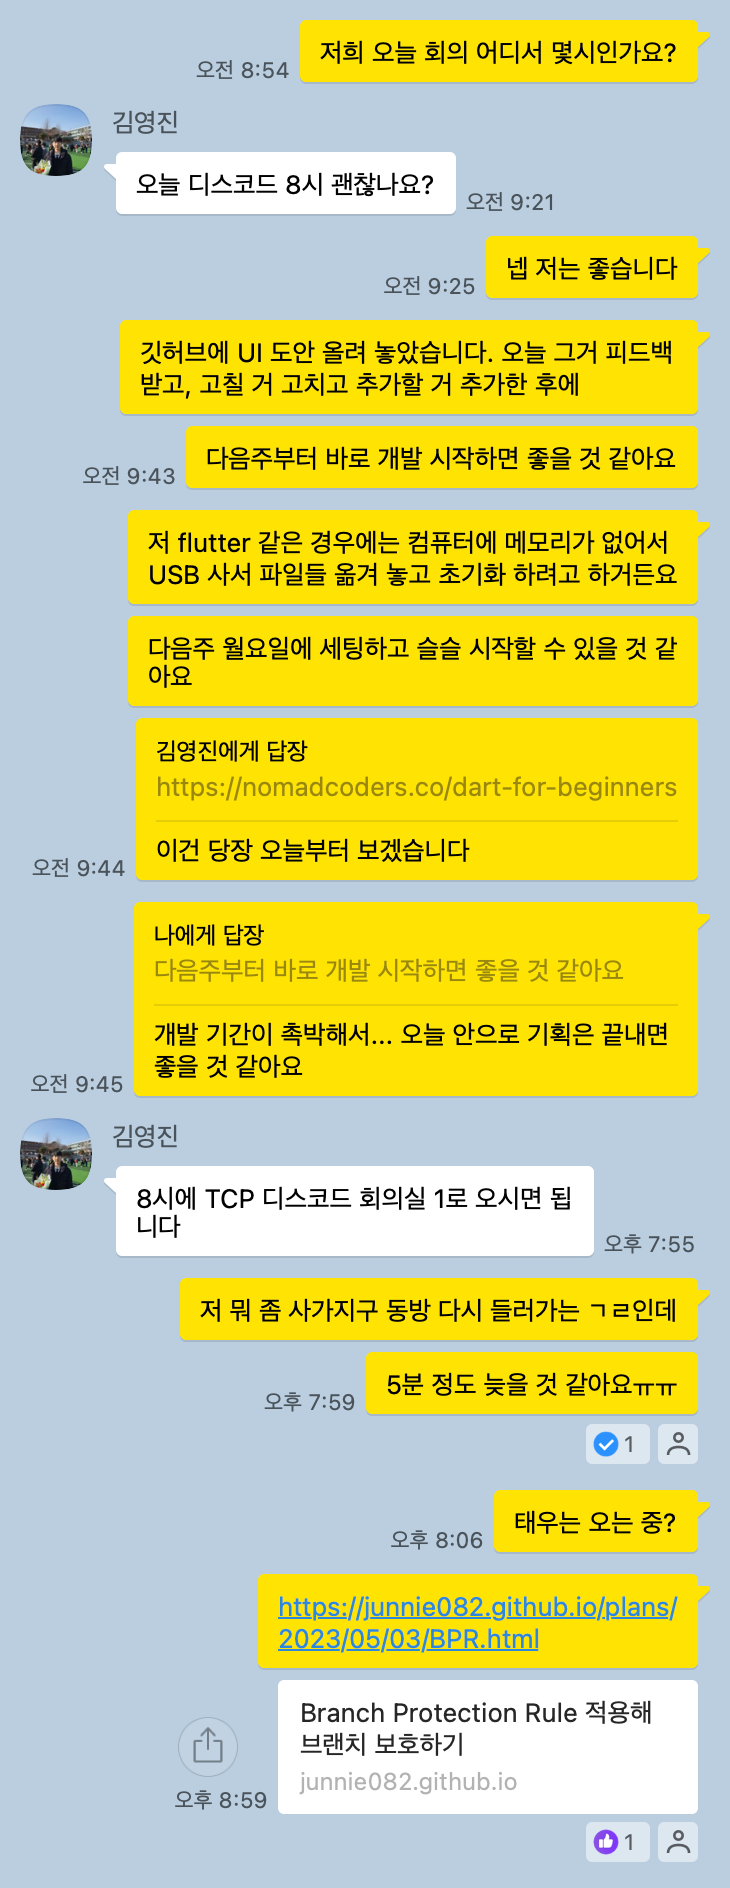 저희 오늘 회의 어디서 몇시인가요?
오전 8:54
김영진
오늘 디스코드 8시 괜찮나요?
오전 9:21
넵 저는 좋습니다
오전 9:25
깃허브에 UI 도안 올려 놓았습니다. 오늘 그거 피드백
받고, 고칠 거 고치고 추가할 거 추가한 후에
다음주부터 바로 개발 시작하면 좋을 것 같아요
오전 9:43
저 flutter 같은 경우에는 컴퓨터에 메모리가 없어서
USB 사서 파일들 옮겨 놓고 초기화 하려고 하거든요
다음주 월요일에 세팅하고 슬슬 시작할 수 있을 것 같
아요
김영진에게 답장
https://nomadcoders.co/dart-for-beginners
이건 당장 오늘부터 보겠습니다
오전 9:44
나에게 답장
다음주부터 바로 개발 시작하면 좋을 것 같아요
개발 기간이 촉박해서... 오늘 안으로 기획은 끝내면
좋을 것 같아요
오전 9:45
김영진
8시에 TCP 디스코드 회의실 1로 오시면 됩
니다
오후 7:55
저 뭐 좀 사가지구 동방 다시 들러가는 ㄱㄹ인데
5분 정도 늦을 것 같아요ㅠㅠ
오후 7:59
1
태우는 오는 중?
오후 8:06
https://junnie082.github.io/plans/
2023/05/03/BPR.html
Branch Protection Rule 적용해
브랜치 보호하기
junnie082.github.io
오후 8:59
1